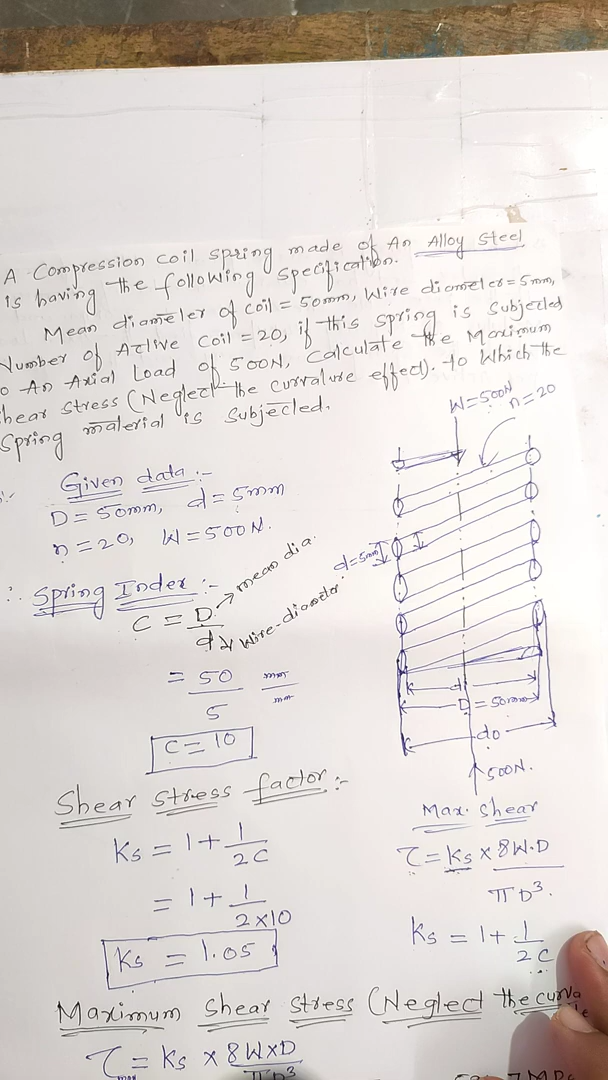 A Compression coil spring made of An Alloy Steel
is having the following specification.
Mean diameter of coil = 50mm, Wire diameter = 5mm,
Number of Active coil = 20, if this spring is Subjected
o An Axial Load of 500N, Calculate the Maximum
hear stress (Neglect the curvature effect). to Which the
Spring material is Subjected.
W=500N
n=20
Given data :-
D = 50mm, d = 5mm
n = 20, W = 500N.
d=5mm
∴ Spring Inder :-
C = D/d
mean dia.
Wire-diameter
= 50/5 mm/mm
C = 10
d
D = 50mm
do
500N.
Shear stress factor :-
Ks = 1 + 1/2C
= 1 + 1/2×10
Ks = 1.05
Max. shear
τ = Ks × 8W.D/πD³.
Ks = 1 + 1/2C
Maximum Shear Stress (Neglect the curva
τmax = Ks × 8W×D/πD³